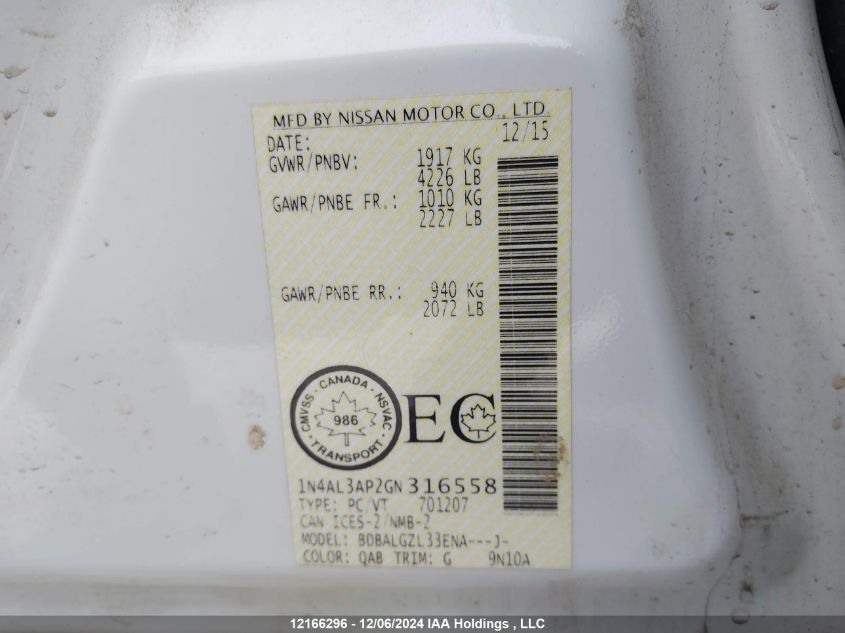 MFD BY NISSAN MOTOR CO., LTD.
DATE: 12/15
GVWR/PNBV: 1917 KG
4226 LB
GAWR/PNBE FR.: 1010 KG
2227 LB
GAWR/PNBE RR.: 940 KG
2072 LB
CMVSS · CANADA · NSVAC · TRANSPORT ·
986
EC
1N4AL3AP2GN316558
TYPE: PC/VT 701207
CAN ICES-2/NMB-2
MODEL: BDBALGZL33ENA---J-
COLOR: QAB TRIM: G 9N10A
12166296 - 12/06/2024 IAA Holdings , LLC